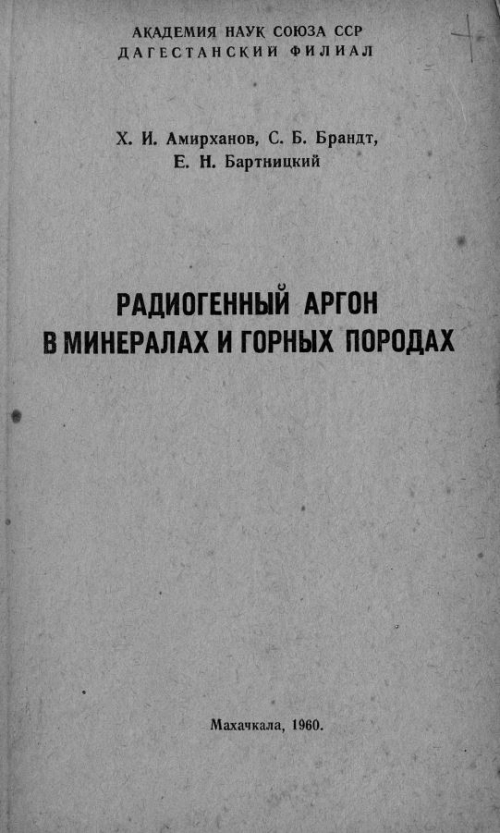 АКАДЕМИЯ НАУК СОЮЗА ССР
ДАГЕСТАНСКИЙ ФИЛИАЛ
Х. И. Амирханов, С. Б. Брандт,
Е. Н. Бартницкий
РАДИОГЕННЫЙ АРГОН
В МИНЕРАЛАХ И ГОРНЫХ ПОРОДАХ
Махачкала, 1960.